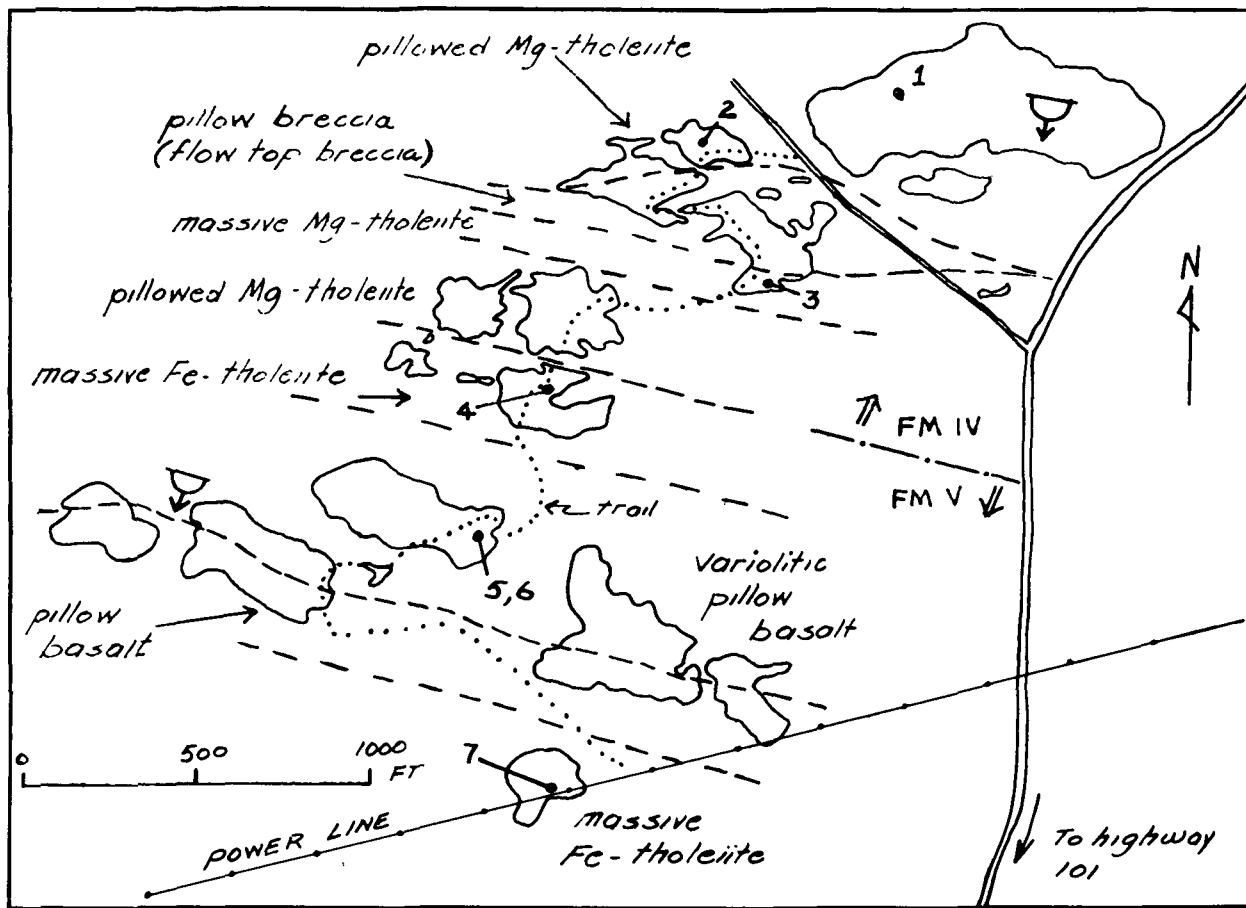 pillowed Mg-tholeiite
1
2
pillow breccia
(flow top breccia)
massive Mg-tholeiite
N
pillowed Mg-tholeiite
3
massive Fe-tholeiite
4
FM IV
FM V
trail
5,6
variolitic
pillow
basalt
pillow
basalt
0
500
1000
FT
7
POWER LINE
massive
Fe-tholeiite
To highway
101